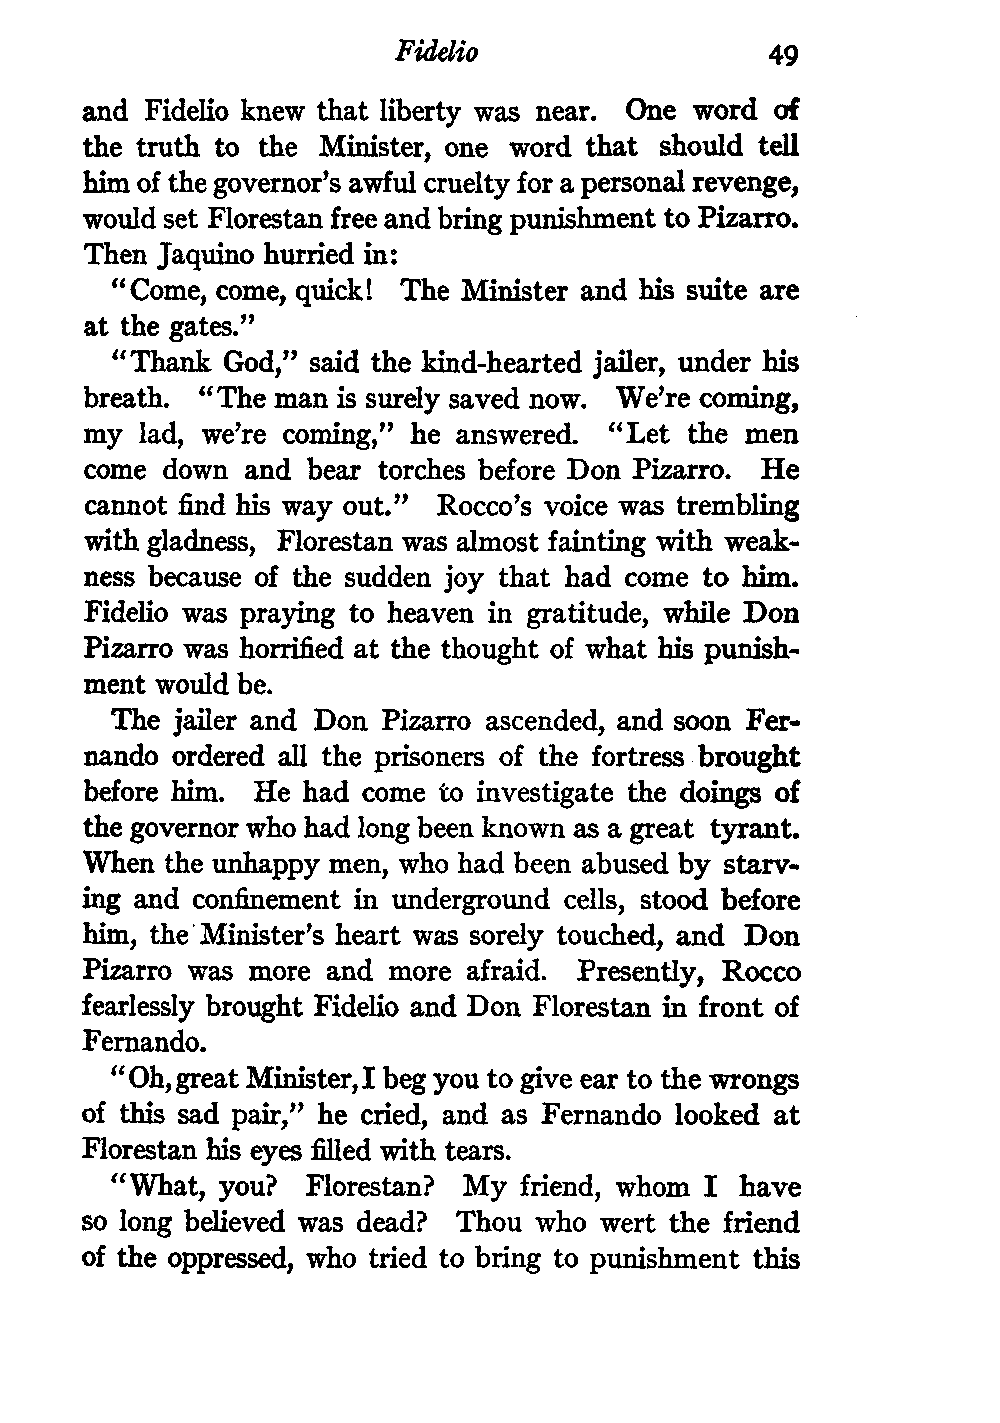 Fidelio 49
and Fidelio knew that liberty was near. One word of
the truth to the Minister, one word that should tell
him of the governor's awful cruelty for a personal revenge,
would set Florestan free and bring punishment to Pizarro.
Then Jaquino hurried in:
"Come, come, quick! The Minister and his suite are
at the gates."
"Thank God," said the kind-hearted jailer, under his
breath. "The man is surely saved now. We're coming,
my lad, we're coming," he answered. "Let the men
come down and bear torches before Don Pizarro. He
cannot find his way out." Rocco's voice was trembling
with gladness, Florestan was almost fainting with weak-
ness because of the sudden joy that had come to him.
Fidelio was praying to heaven in gratitude, while Don
Pizarro was horrified at the thought of what his punish-
ment would be.
The jailer and Don Pizarro ascended, and soon Fer-
nando ordered all the prisoners of the fortress brought
before him. He had come to investigate the doings of
the governor who had long been known as a great tyrant.
When the unhappy men, who had been abused by starv-
ing and confinement in underground cells, stood before
him, the Minister's heart was sorely touched, and Don
Pizarro was more and more afraid. Presently, Rocco
fearlessly brought Fidelio and Don Florestan in front of
Fernando.
"Oh, great Minister, I beg you to give ear to the wrongs
of this sad pair," he cried, and as Fernando looked at
Florestan his eyes filled with tears.
"What, you? Florestan? My friend, whom I have
so long believed was dead? Thou who wert the friend
of the oppressed, who tried to bring to punishment this